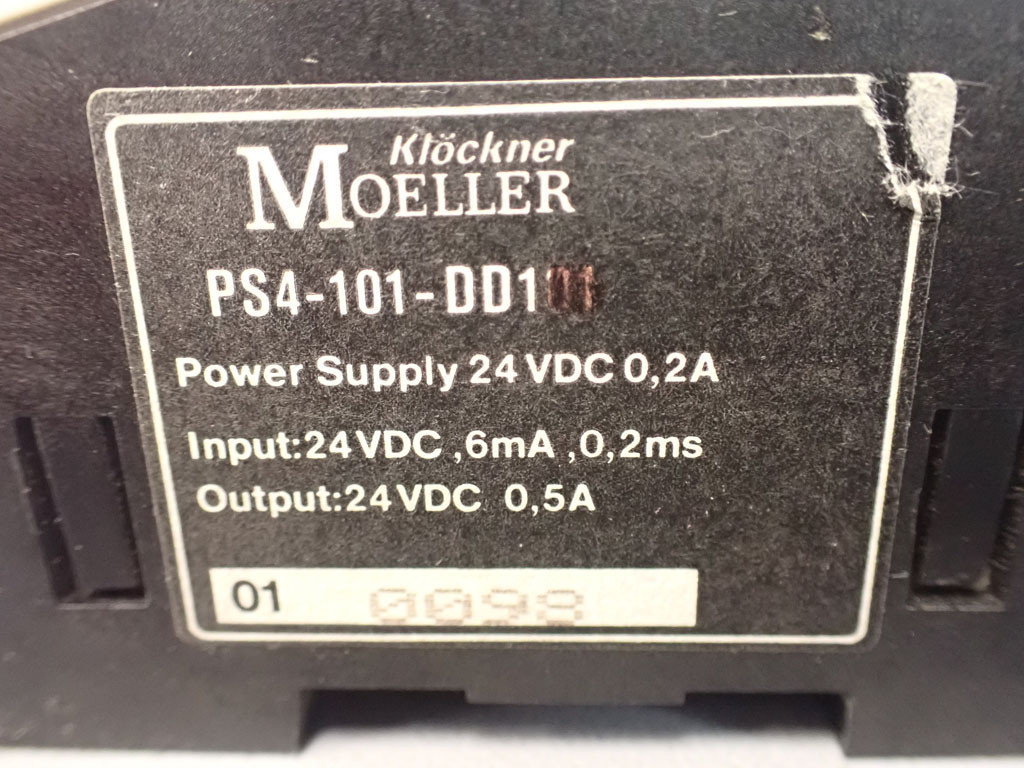 Klöckner
MOELLER
PS4-101-DD1
Power Supply 24 VDC 0,2A
Input:24VDC ,6mA ,0,2ms
Output:24VDC 0,5A
01 0098